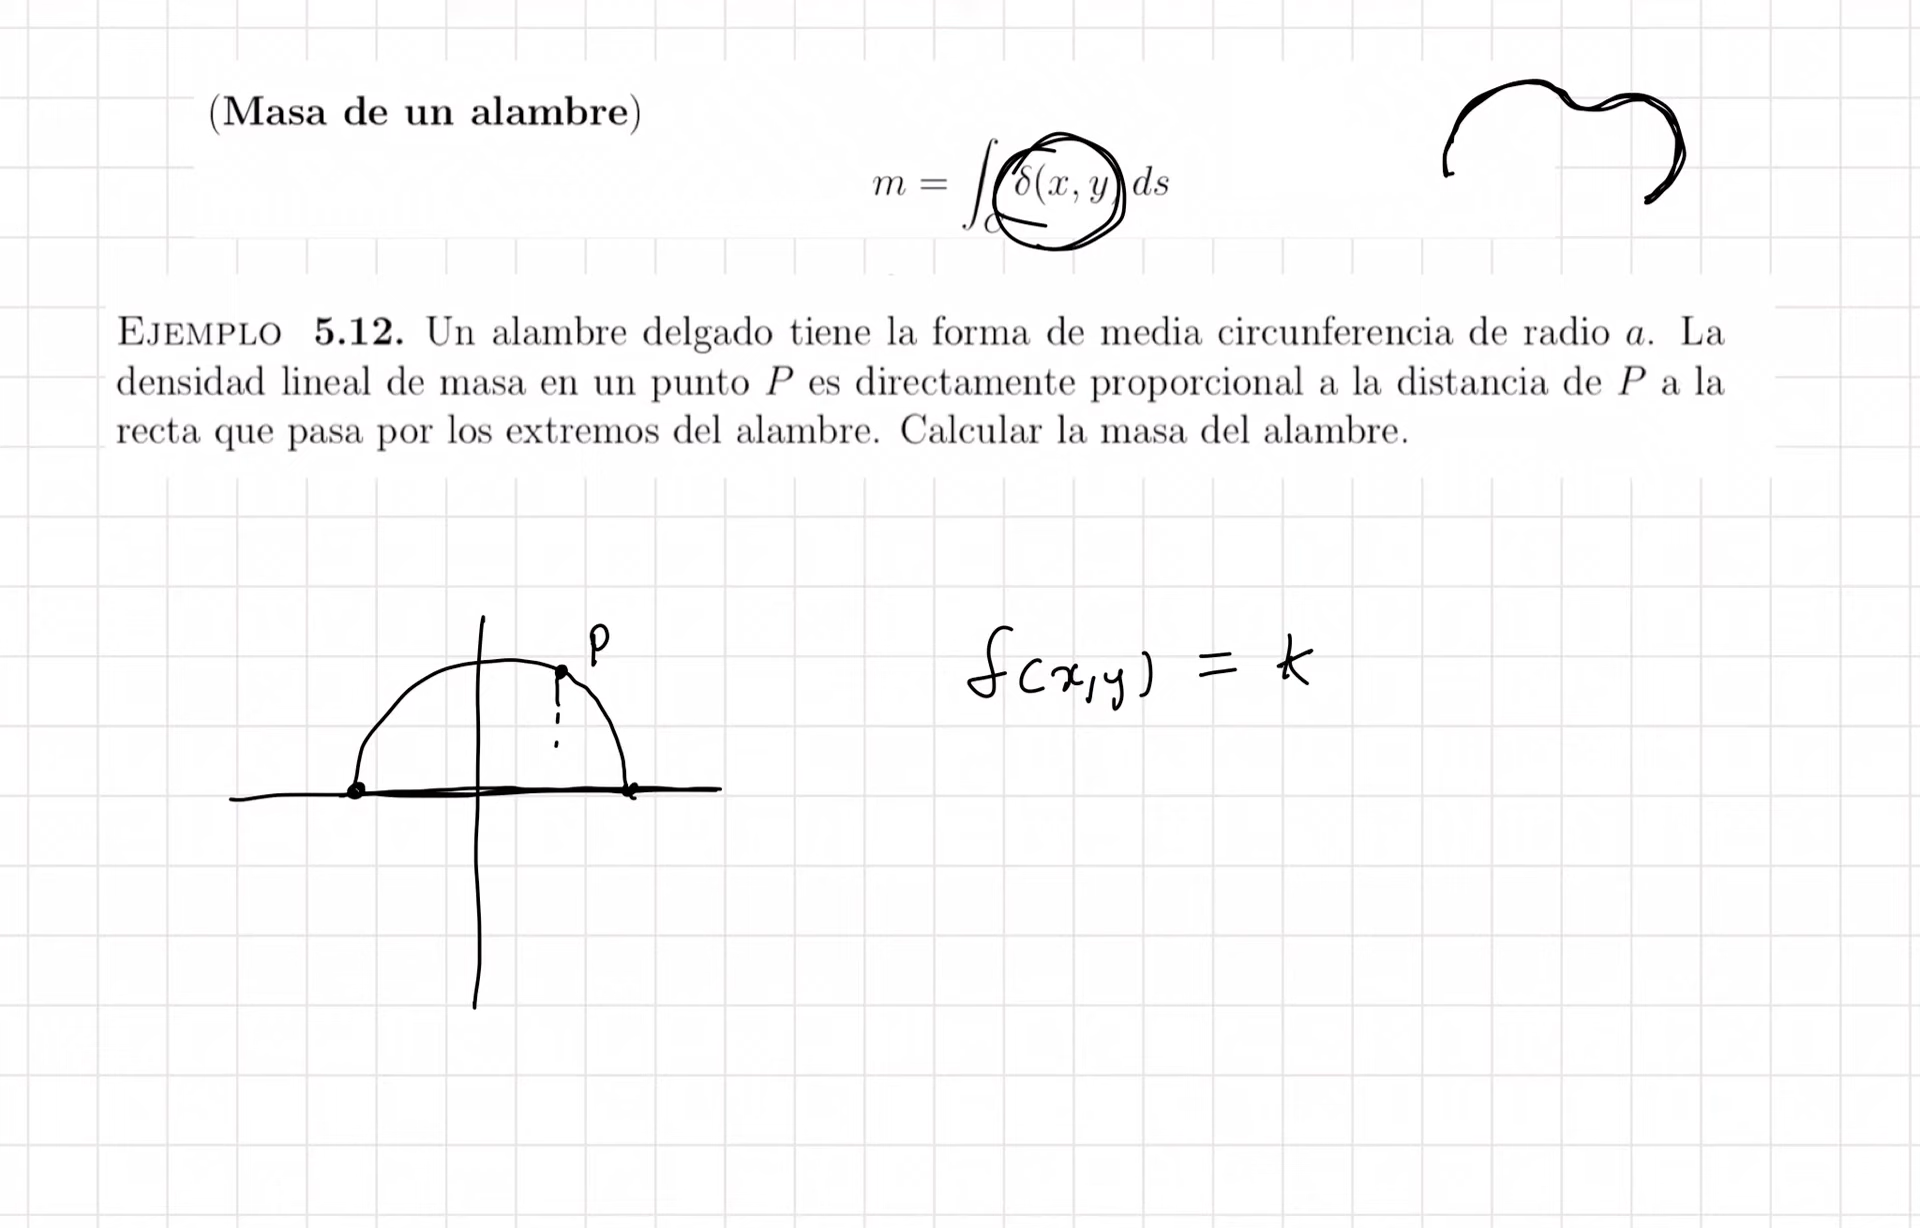 (Masa de un alambre)
m = ∫_C δ(x, y) ds
EJEMPLO 5.12. Un alambre delgado tiene la forma de media circunferencia de radio a. La
densidad lineal de masa en un punto P es directamente proporcional a la distancia de P a la
recta que pasa por los extremos del alambre. Calcular la masa del alambre.
P
f(x,y) = k